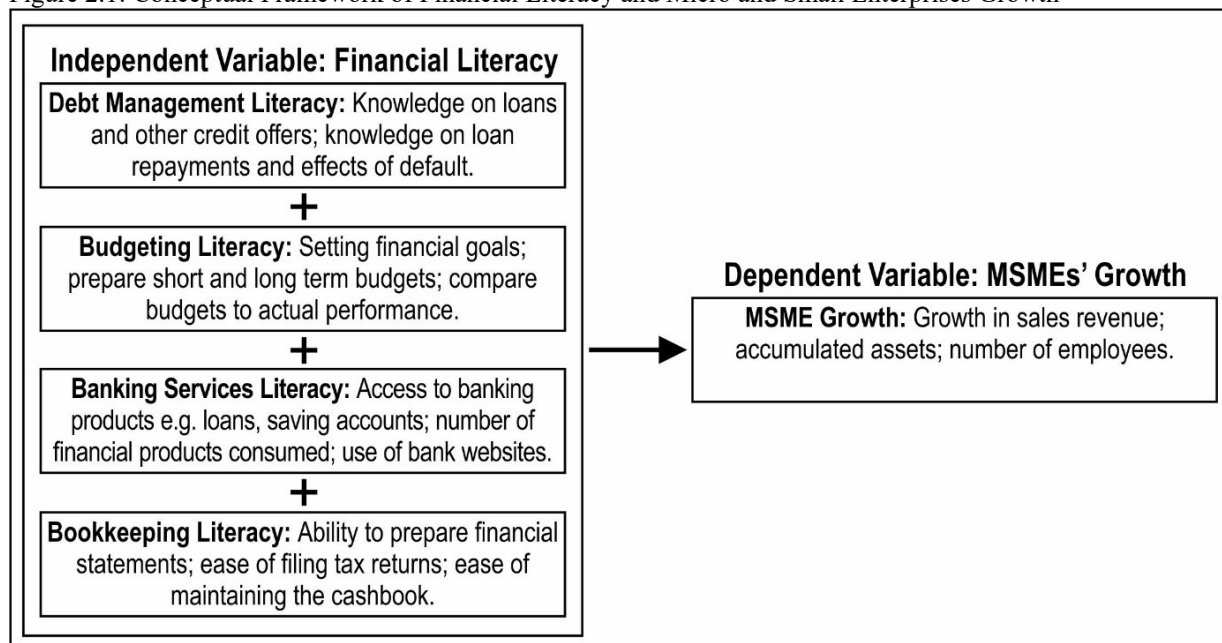 Figure 2.1: Conceptual Framework of Financial Literacy and Micro and Small Enterprises Growth
Independent Variable: Financial Literacy
Debt Management Literacy: Knowledge on loans
and other credit offers; knowledge on loan
repayments and effects of default.
+
Budgeting Literacy: Setting financial goals;
prepare short and long term budgets; compare
budgets to actual performance.
+
Banking Services Literacy: Access to banking
products e.g. loans, saving accounts; number of
financial products consumed; use of bank websites.
+
Bookkeeping Literacy: Ability to prepare financial
statements; ease of filing tax returns; ease of
maintaining the cashbook.
Dependent Variable: MSMEs’ Growth
MSME Growth: Growth in sales revenue;
accumulated assets; number of employees.